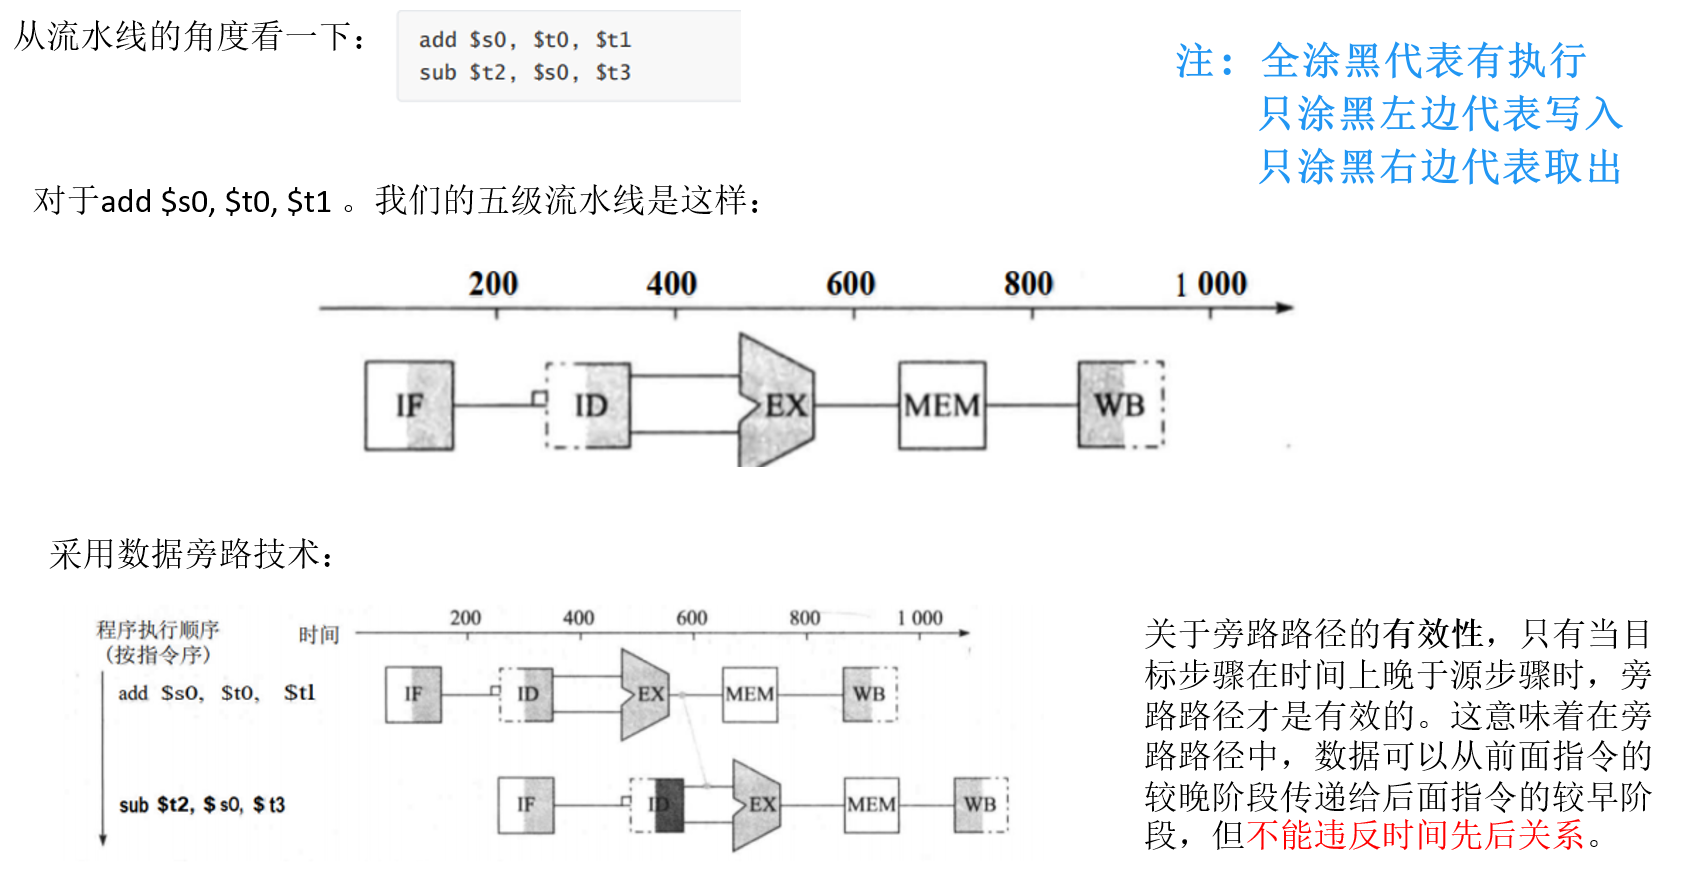 从流水线的角度看一下：
add $s0, $t0, $t1
sub $t2, $s0, $t3
注：全涂黑代表有执行
只涂黑左边代表写入
只涂黑右边代表取出
对于add $s0, $t0, $t1 。我们的五级流水线是这样：
200 400 600 800 1 000
IF ID EX MEM WB
采用数据旁路技术：
程序执行顺序
（按指令序）
时间
200 400 600 800 1 000
add $s0, $t0, $t1
IF ID EX MEM WB
sub $t2, $s0, $t3
IF ID EX MEM WB
关于旁路路径的有效性，只有当目
标步骤在时间上晚于源步骤时，旁
路路径才是有效的。这意味着在旁
路路径中，数据可以从前面指令的
较晚阶段传递给后面指令的较早阶
段，但不能违反时间先后关系。